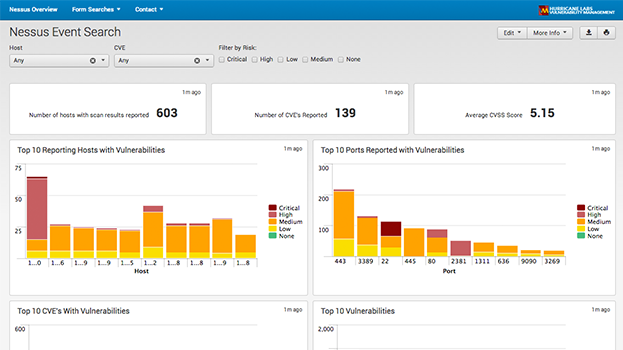 Nessus Overview Form Searches Contact
HURRICANE LABS
VULNERABILITY MANAGEMENT
Nessus Event Search
Edit More Info
Host CVE Filter by Risk:
Any Any Critical High Low Medium None
1m ago 1m ago 1m ago
Number of hosts with scan results reported 603
Number of CVE's Reported 139
Average CVSS Score 5.15
Top 10 Reporting Hosts with Vulnerabilities 1m ago
75
50
25
1...0 1...6 1...9 1...9 1...5 1...2 1...8 1...8 1...9 1...8
Host
Critical
High
Medium
Low
None
Top 10 Ports Reported with Vulnerabilities 1m ago
300
200
100
443 3389 22 445 80 2381 1311 636 9090 3269
Port
Critical
High
Medium
Low
None
Top 10 CVE's With Vulnerabilities 1m ago
600
Top 10 Vulnerabilities 1m ago
2,000